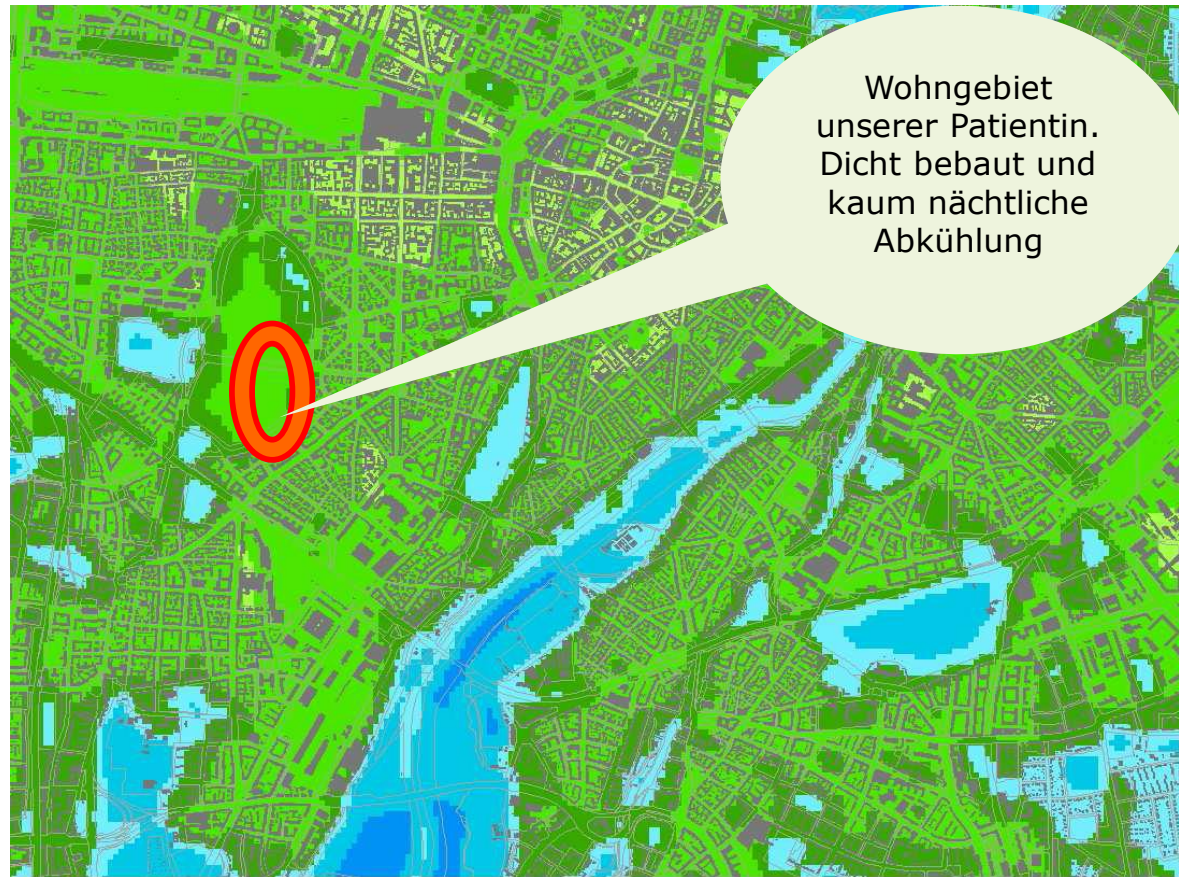 Wohngebiet
unserer Patientin.
Dicht bebaut und
kaum nächtliche
Abkühlung